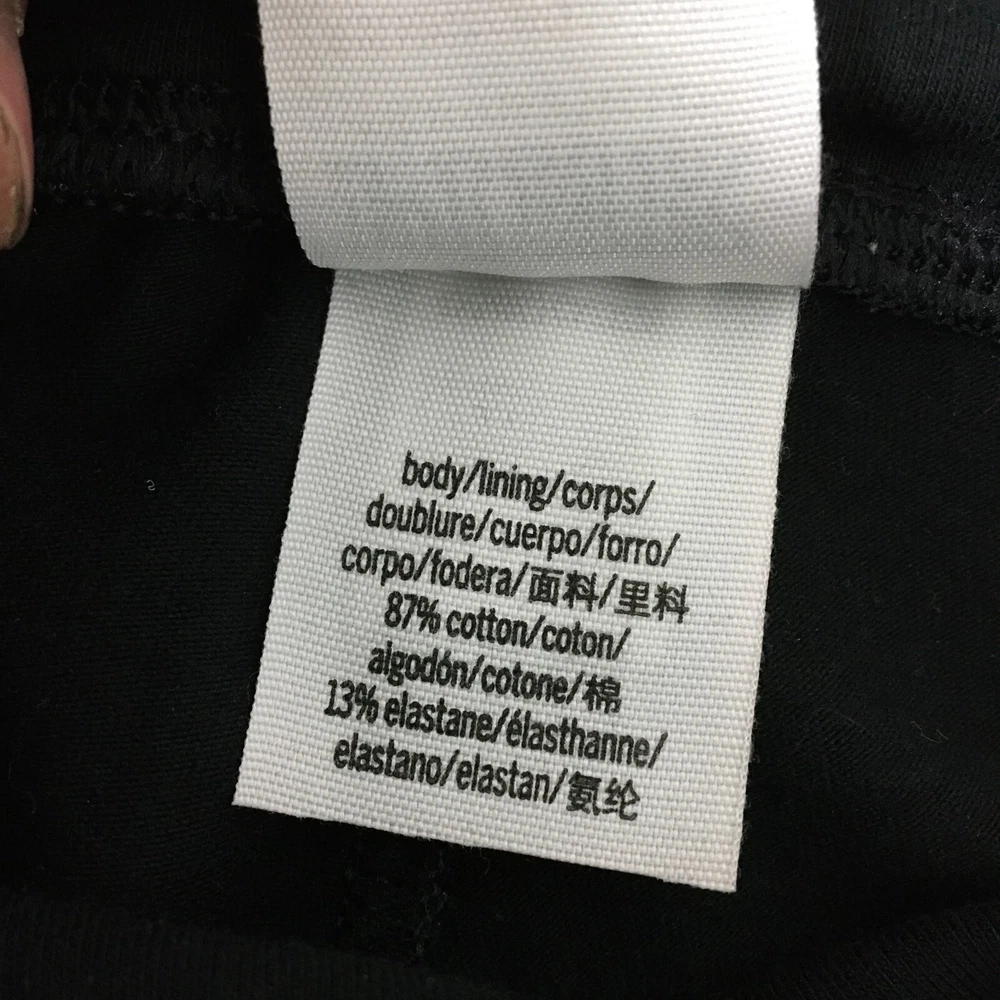 body/lining/corps/
doublure/cuerpo/forro/
corpo/fodera/面料/里料
87% cotton/coton/
algodón/cotone/棉
13% elastane/élasthanne/
elastano/elastan/氨纶